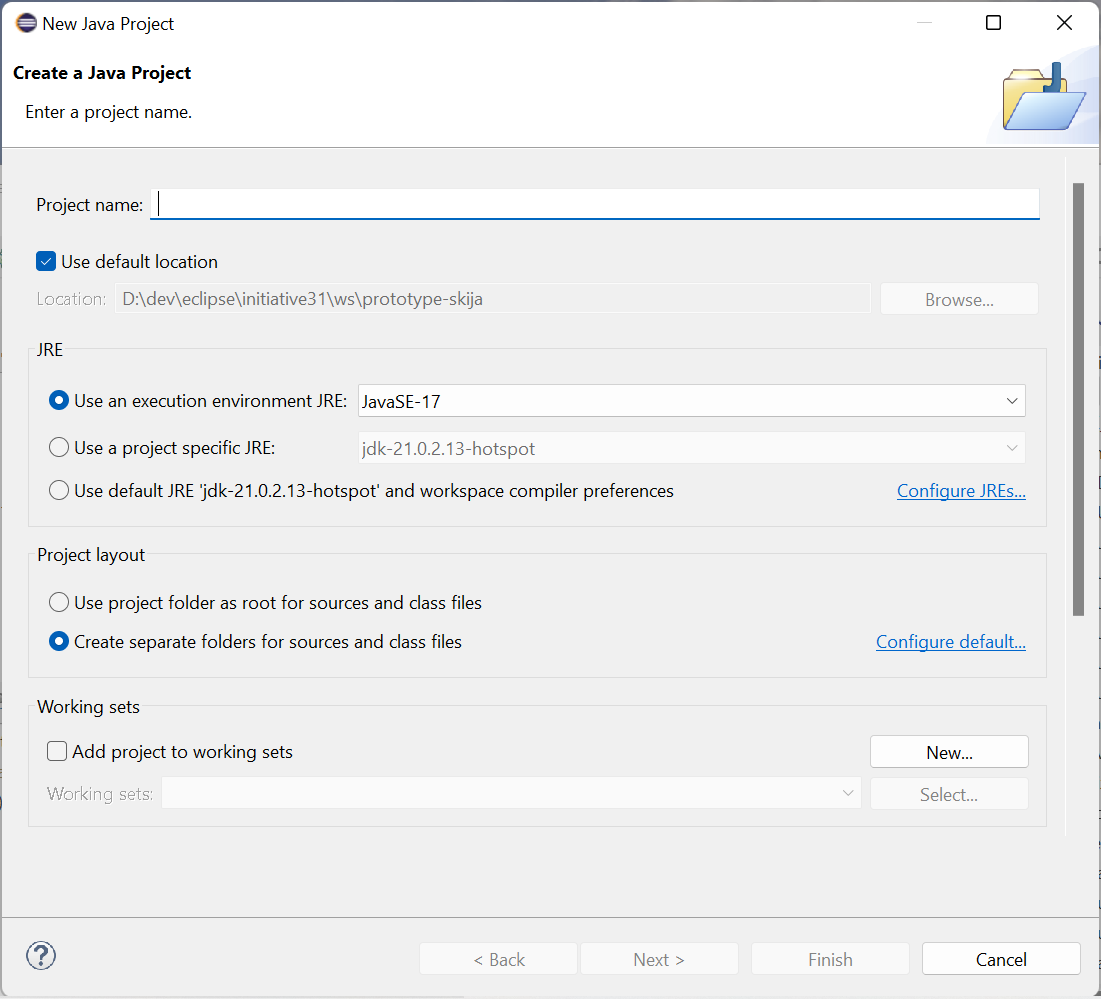 New Java Project
Create a Java Project
Enter a project name.
Project name:
Use default location
Location: D:\dev\eclipse\initiative31\ws\prototype-skija Browse...
JRE
Use an execution environment JRE: JavaSE-17
Use a project specific JRE: jdk-21.0.2.13-hotspot
Use default JRE 'jdk-21.0.2.13-hotspot' and workspace compiler preferences Configure JREs...
Project layout
Use project folder as root for sources and class files
Create separate folders for sources and class files Configure default...
Working sets
Add project to working sets New...
Working sets: Select...
? < Back Next > Finish Cancel